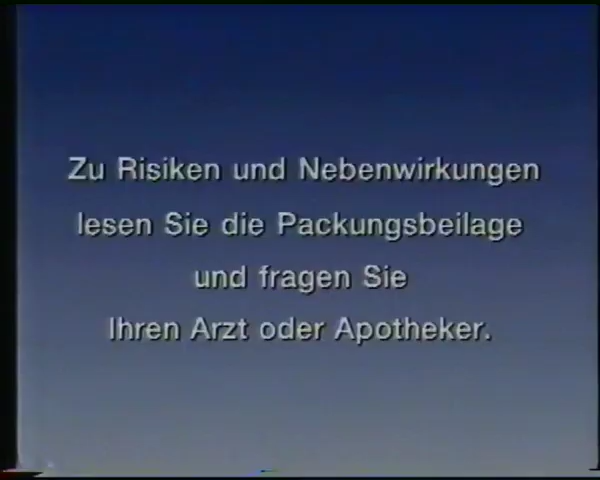 Zu Risiken und Nebenwirkungen
lesen Sie die Packungsbeilage
und fragen Sie
Ihren Arzt oder Apotheker.